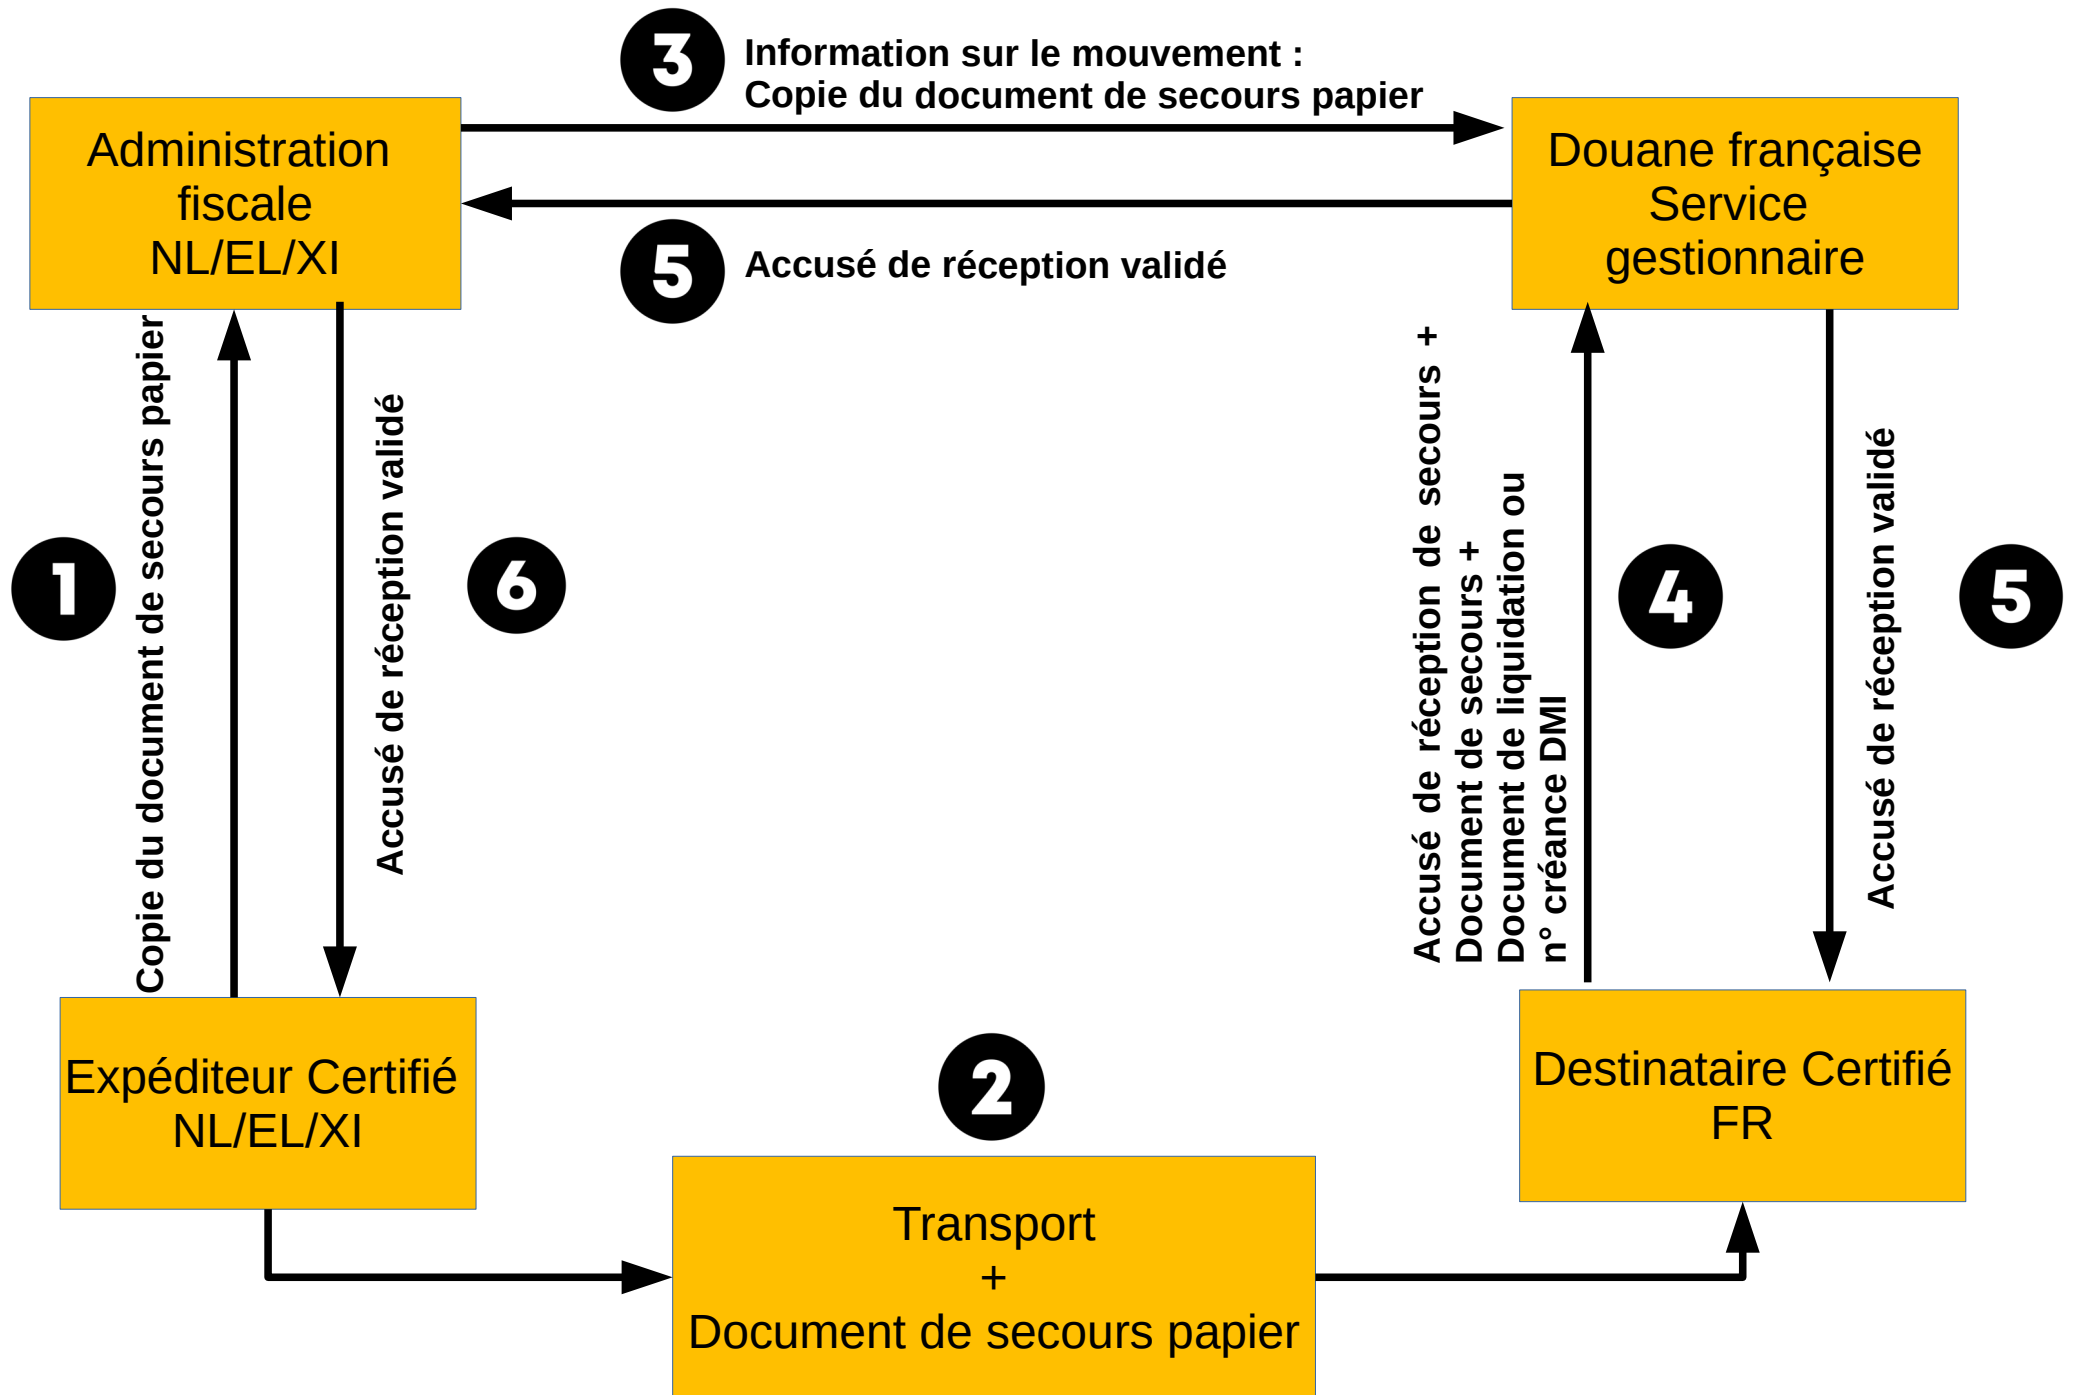 3
Information sur le mouvement :
Copie du document de secours papier
Administration
fiscale
NL/EL/XI
Douane française
Service
gestionnaire
5
Accusé de réception validé
1
Copie du document de secours papier
Accusé de réception validé
6
Accusé de réception de secours +
Document de secours +
Document de liquidation ou
n° créance DMI
4
Accusé de réception validé
5
Expéditeur Certifié
NL/EL/XI
2
Transport
+
Document de secours papier
Destinataire Certifié
FR